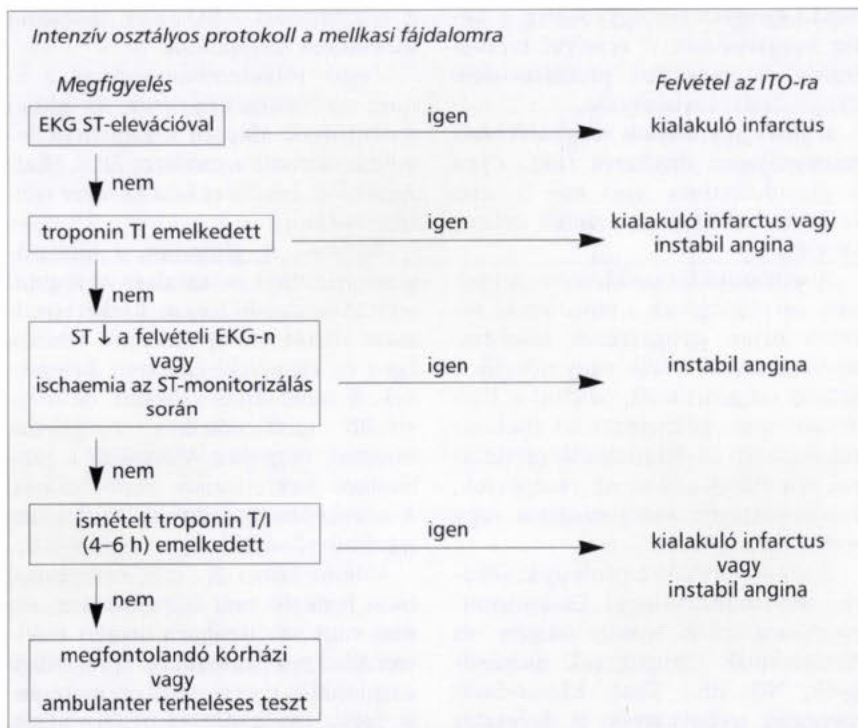 Intenzív osztályos protokoll a mellkasi fájdalomra
Megfigyelés
Felvétel az ITO-ra
EKG ST-elevációval
igen
kialakuló infarctus
nem
troponin TI emelkedett
igen
kialakuló infarctus vagy
instabil angina
nem
ST ↓ a felvételi EKG-n
vagy
ischaemia az ST-monitorizálás
során
igen
instabil angina
nem
ismételt troponin T/I
(4–6 h) emelkedett
igen
kialakuló infarctus
vagy
instabil angina
nem
megfontolandó kórházi
vagy
ambulanter terheléses teszt